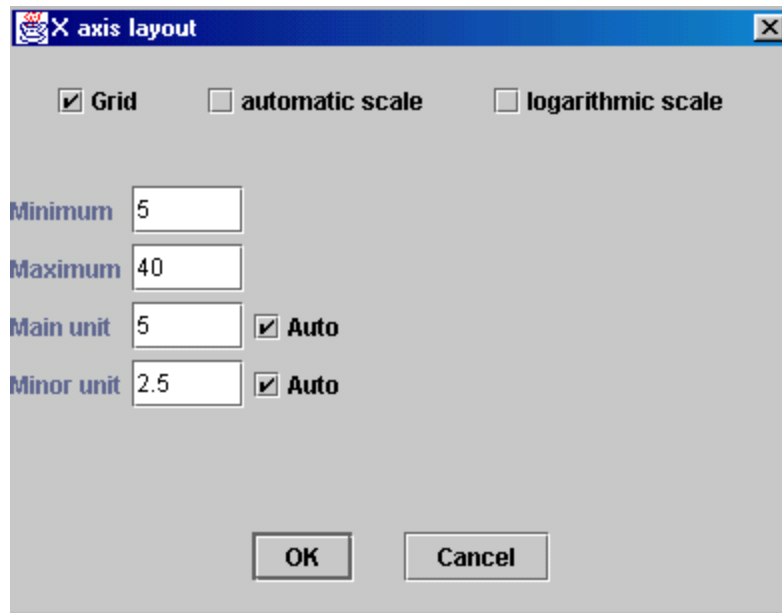 X axis layout
Grid automatic scale logarithmic scale
Minimum 5
Maximum 40
Main unit 5 Auto
Minor unit 2.5 Auto
OK Cancel